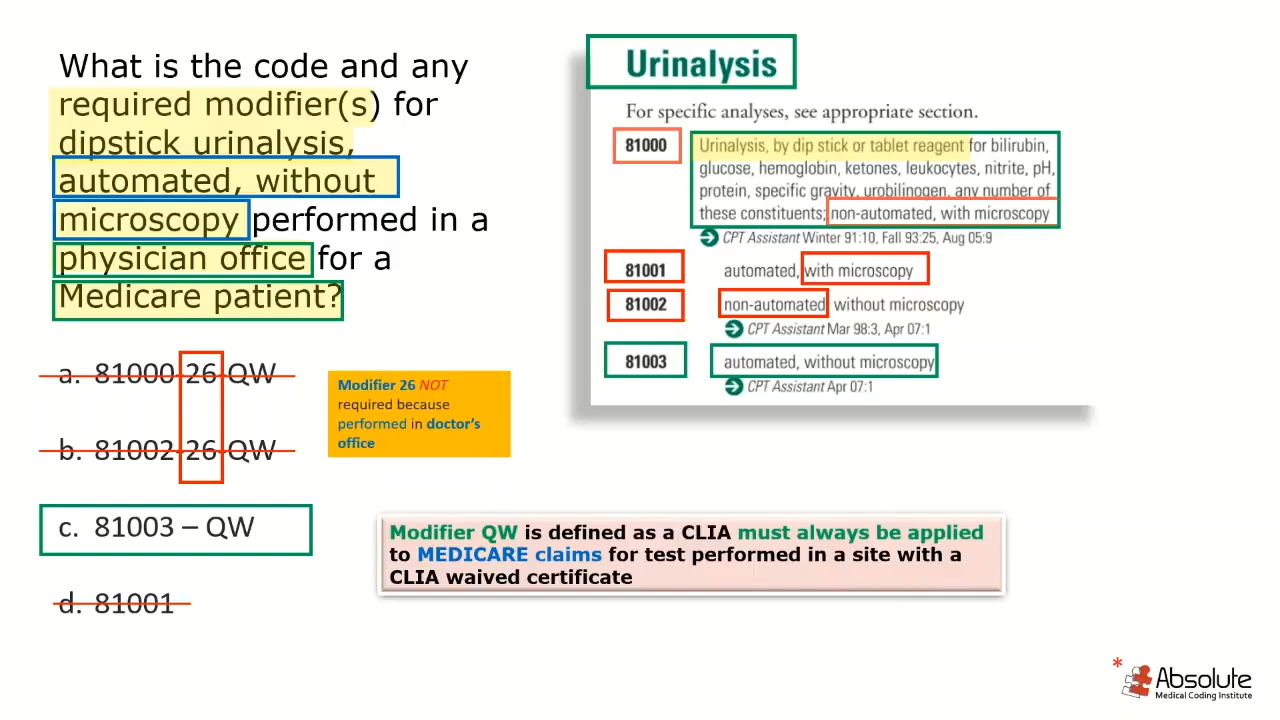 What is the code and any
required modifier(s) for
dipstick urinalysis,
automated, without
microscopy performed in a
physician office for a
Medicare patient?
a. 81000-26-QW
b. 81002-26-QW
c. 81003 – QW
d. 81001
Modifier 26 NOT
required because
performed in doctor's
office
Urinalysis
For specific analyses, see appropriate section.
81000 Urinalysis, by dip stick or tablet reagent for bilirubin,
glucose, hemoglobin, ketones, leukocytes, nitrite, pH,
protein, specific gravity, urobilinogen, any number of
these constituents; non-automated, with microscopy
CPT Assistant Winter 91:10, Fall 93:25, Aug 05:9
81001 automated, with microscopy
81002 non-automated, without microscopy
CPT Assistant Mar 98:3, Apr 07:1
81003 automated, without microscopy
CPT Assistant Apr 07:1
Modifier QW is defined as a CLIA must always be applied
to MEDICARE claims for test performed in a site with a
CLIA waived certificate
* Absolute
Medical Coding Institute